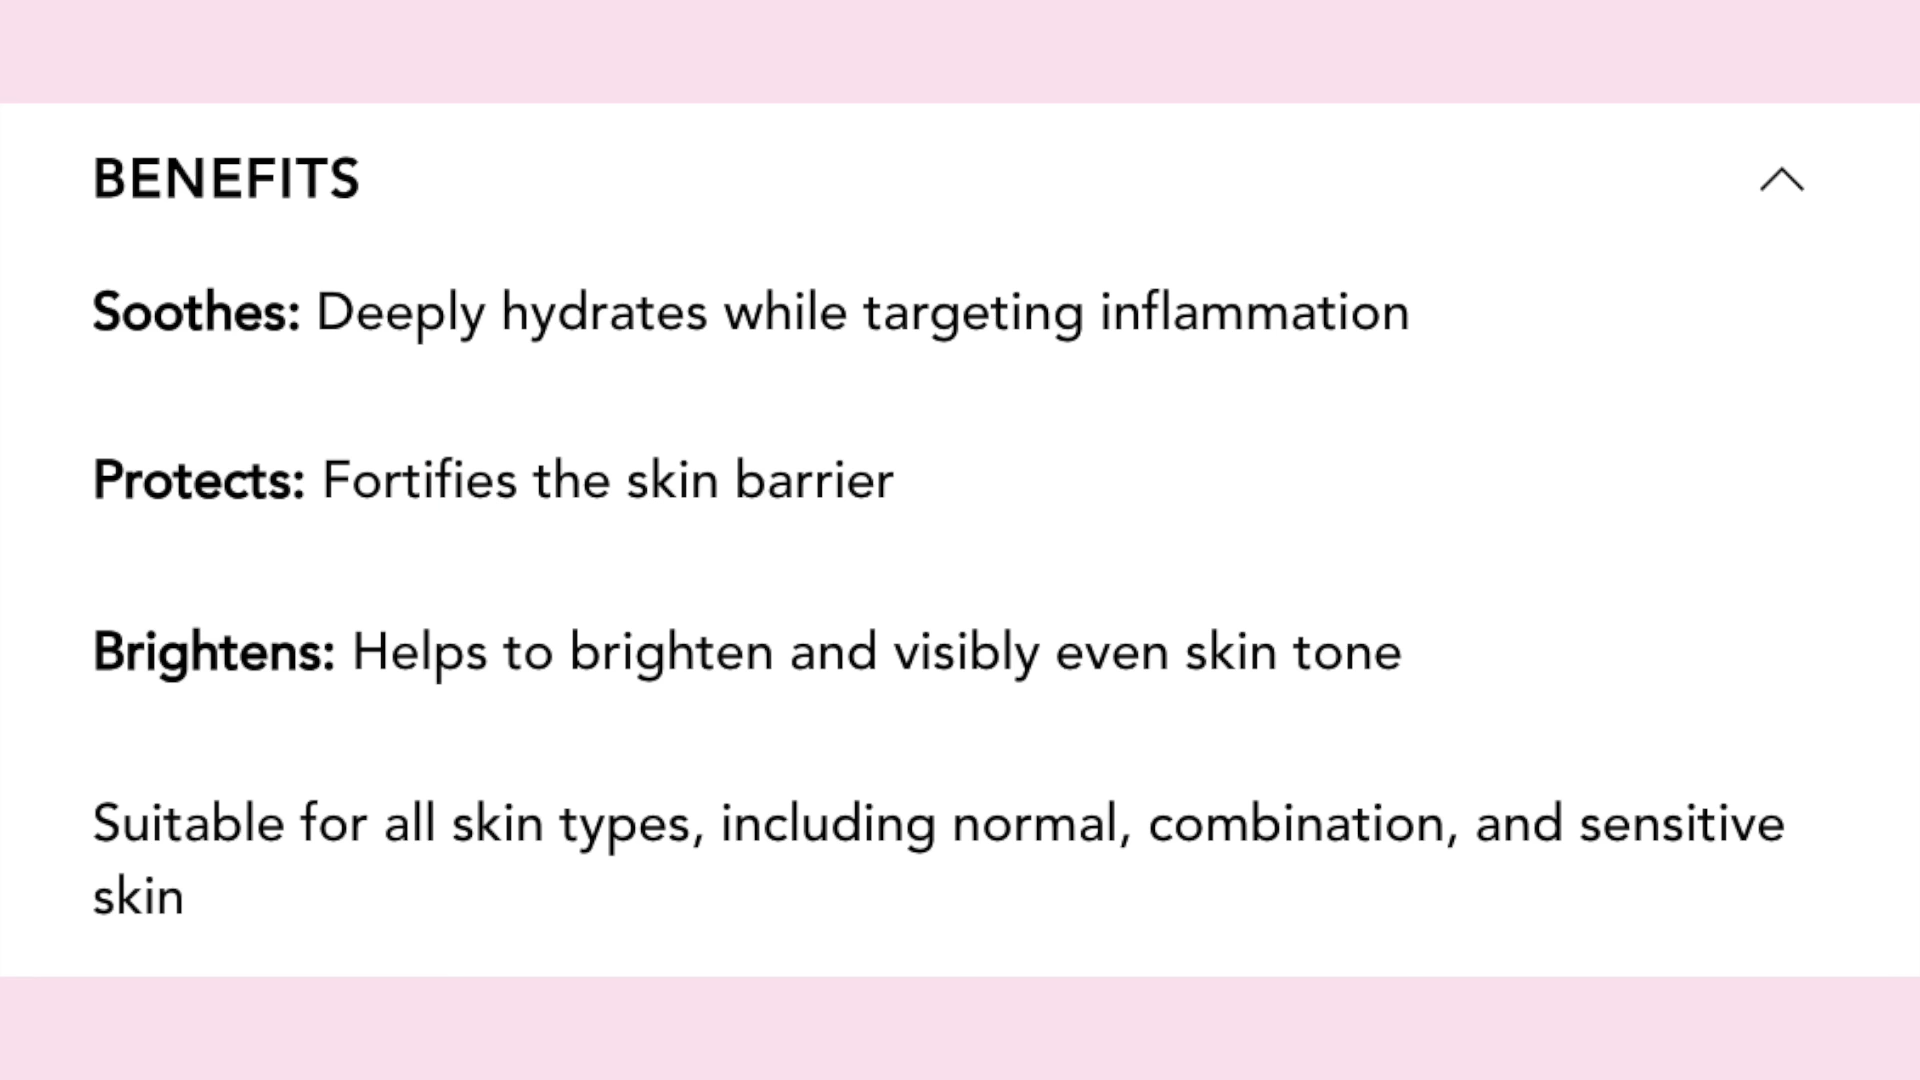 BENEFITS
Soothes: Deeply hydrates while targeting inflammation
Protects: Fortifies the skin barrier
Brightens: Helps to brighten and visibly even skin tone
Suitable for all skin types, including normal, combination, and sensitive
skin